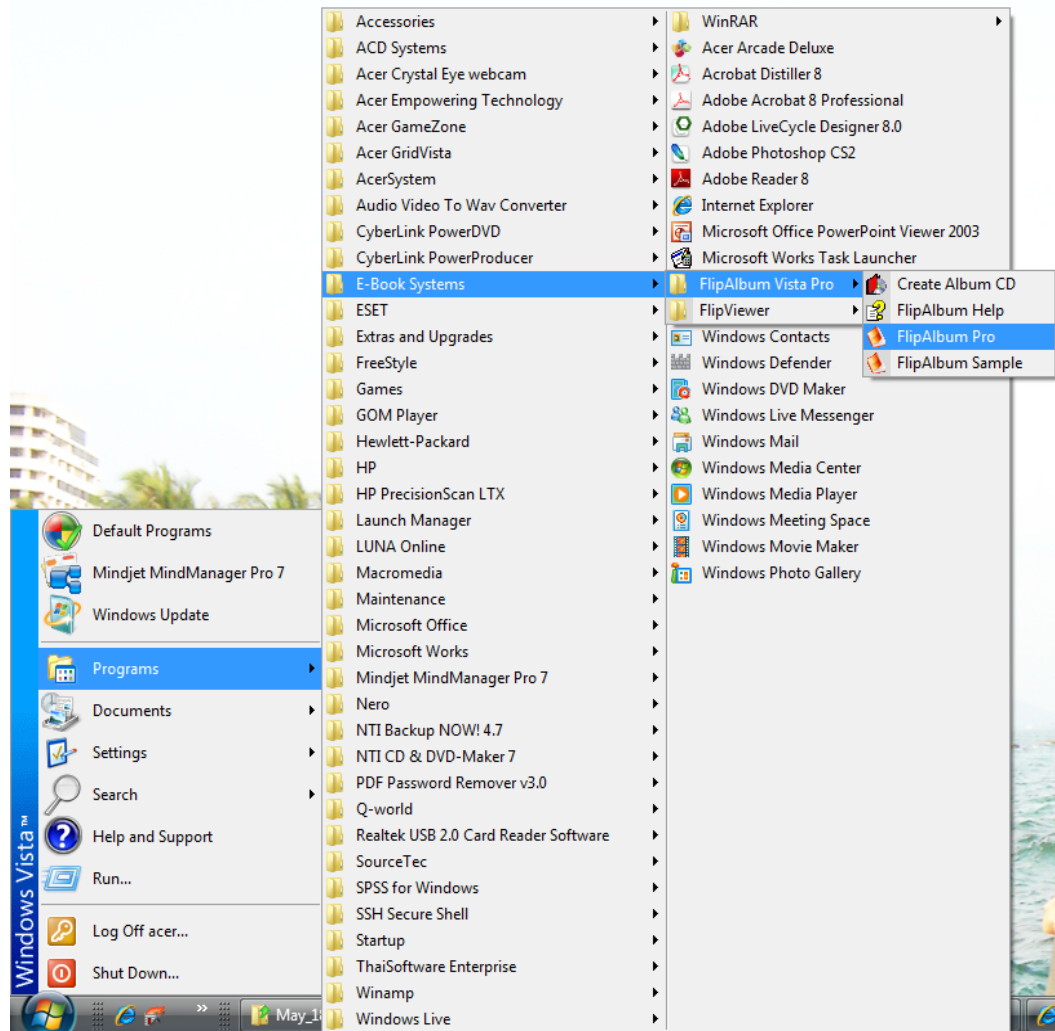 Accessories
ACD Systems
Acer Crystal Eye webcam
Acer Empowering Technology
Acer GameZone
Acer GridVista
AcerSystem
Audio Video To Wav Converter
CyberLink PowerDVD
CyberLink PowerProducer
E-Book Systems
ESET
Extras and Upgrades
FreeStyle
Games
GOM Player
Hewlett-Packard
HP
HP PrecisionScan LTX
Launch Manager
LUNA Online
Macromedia
Maintenance
Microsoft Office
Microsoft Works
Mindjet MindManager Pro 7
Nero
NTI Backup NOW! 4.7
NTI CD & DVD-Maker 7
PDF Password Remover v3.0
Q-world
Realtek USB 2.0 Card Reader Software
SourceTec
SPSS for Windows
SSH Secure Shell
Startup
ThaiSoftware Enterprise
Winamp
Windows Live
WinRAR
Acer Arcade Deluxe
Acrobat Distiller 8
Adobe Acrobat 8 Professional
Adobe LiveCycle Designer 8.0
Adobe Photoshop CS2
Adobe Reader 8
Internet Explorer
Microsoft Office PowerPoint Viewer 2003
Microsoft Works Task Launcher
FlipAlbum Vista Pro
FlipViewer
Windows Contacts
Windows Defender
Windows DVD Maker
Windows Live Messenger
Windows Mail
Windows Media Center
Windows Media Player
Windows Meeting Space
Windows Movie Maker
Windows Photo Gallery
Create Album CD
FlipAlbum Help
FlipAlbum Pro
FlipAlbum Sample
Default Programs
Mindjet MindManager Pro 7
Windows Update
Programs
Documents
Settings
Search
Help and Support
Run...
Log Off acer...
Shut Down...
Windows Vista™